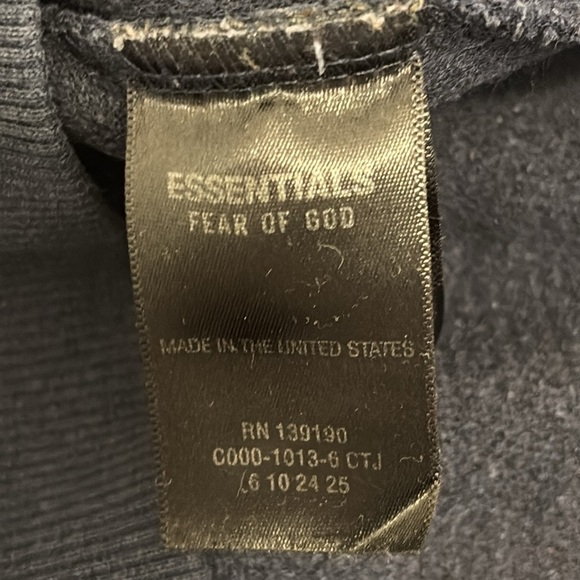 ESSENTIALS
FEAR OF GOD
MADE IN THE UNITED STATES
RN 139190
C000-1013-6 CTJ
6 10 24 25